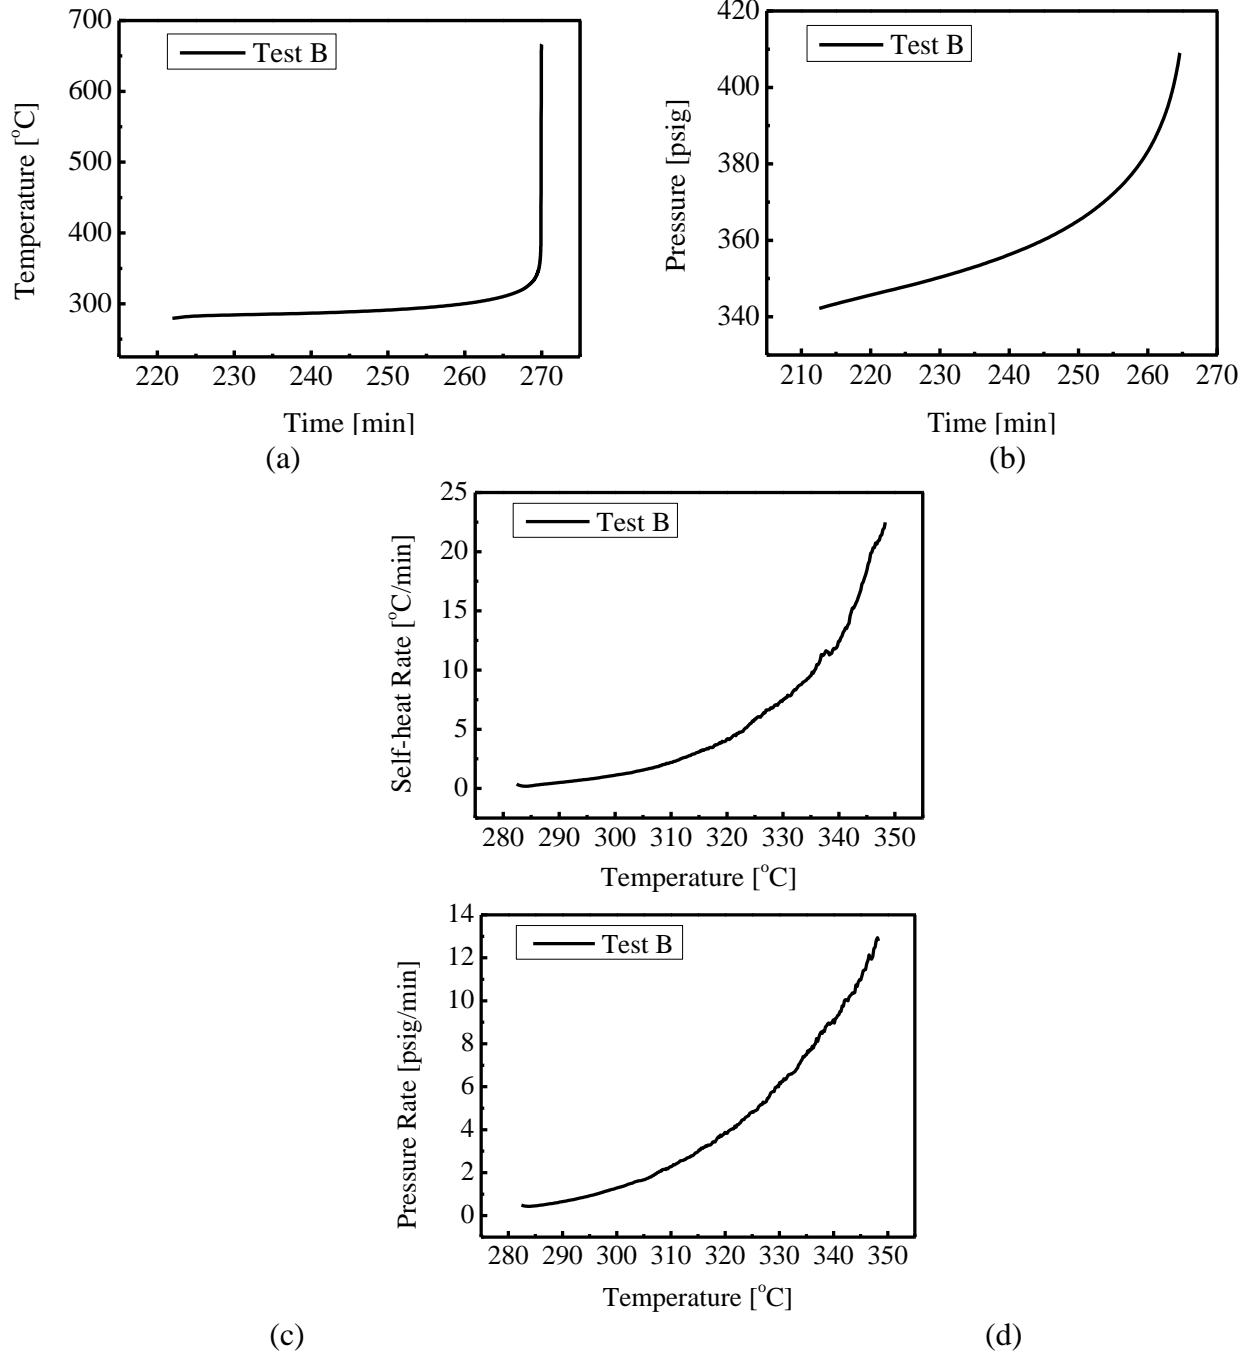 700
600
500
400
300
Temperature [°C]
Test B
220 230 240 250 260 270
Time [min]
(a)
420
400
380
360
340
Pressure [psig]
Test B
210 220 230 240 250 260 270
Time [min]
(b)
25
20
15
10
5
0
Self-heat Rate [°C/min]
Test B
280 290 300 310 320 330 340 350
Temperature [°C]
14
12
10
8
6
4
2
0
Pressure Rate [psig/min]
Test B
280 290 300 310 320 330 340 350
Temperature [°C]
(c) (d)